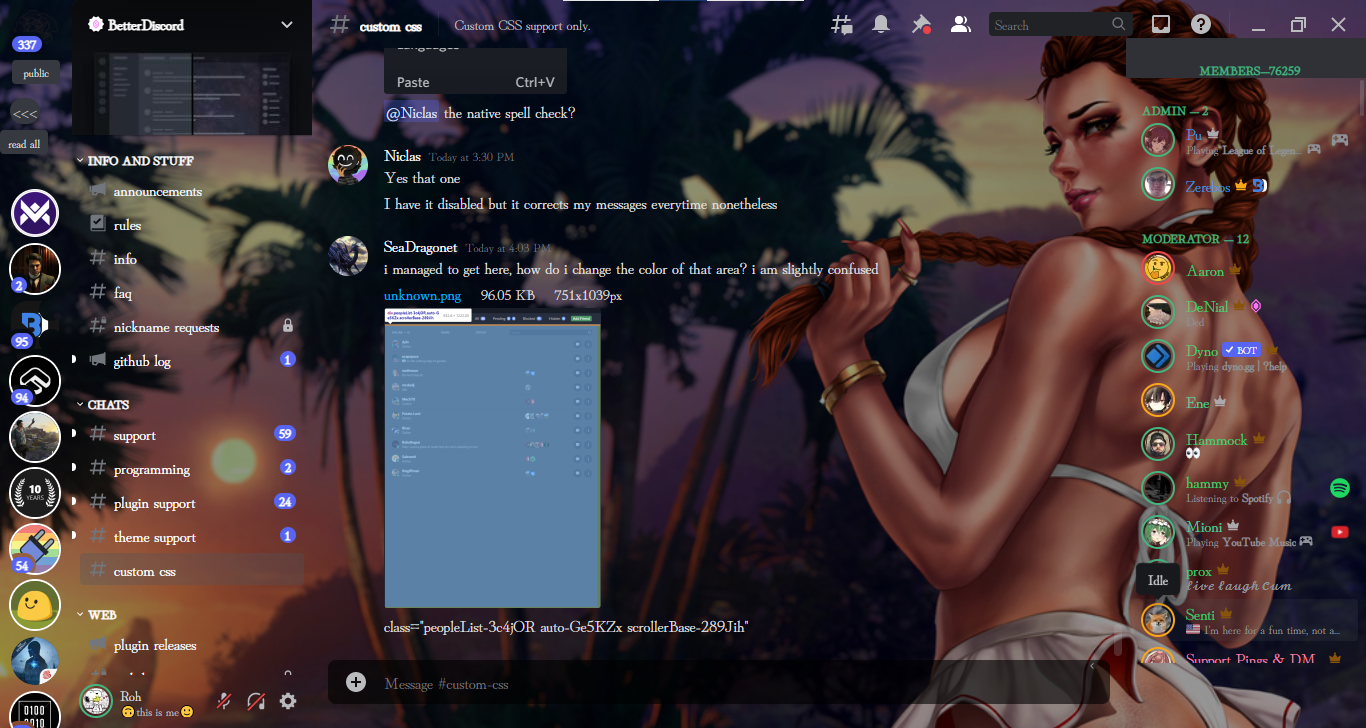 337
public
<<<
read all
2
95
94
10
YEARS
54
BetterDiscord
INFO AND STUFF
announcements
rules
info
faq
nickname requests
github log
1
CHATS
support
59
programming
2
plugin support
24
theme support
1
custom css
WEB
plugin releases
Roh
🙃this is me🙂
custom css
Custom CSS support only.
Search
Languages
Paste Ctrl+V
@Niclas the native spell check?
Niclas Today at 3:30 PM
Yes that one
I have it disabled but it corrects my messages everytime nonetheless
SeaDragonet Today at 4:03 PM
i managed to get here, how do i change the color of that area? i am slightly confused
unknown.png 96.05 KB 751x1039px
class="peopleList-3c4jOR auto-Ge5KZx scrollerBase-289Jih"
Message #custom-css
MEMBERS—76259
ADMIN — 2
Pu
Playing League of Legen...
Zerebos
MODERATOR — 12
Aaron
DeNial
Dyno BOT
Playing dyno.gg | ?help
Ene
Hammock
👀
hammy
Listening to Spotify
Mioni
Playing YouTube Music
Idle
prox
𝓛𝓲𝓿𝓮 𝓛𝓪𝓾𝓰𝓱 𝓒𝓾𝓶
Senti
🇺🇸 I'm here for a fun time, not a...
Support Pings & DM